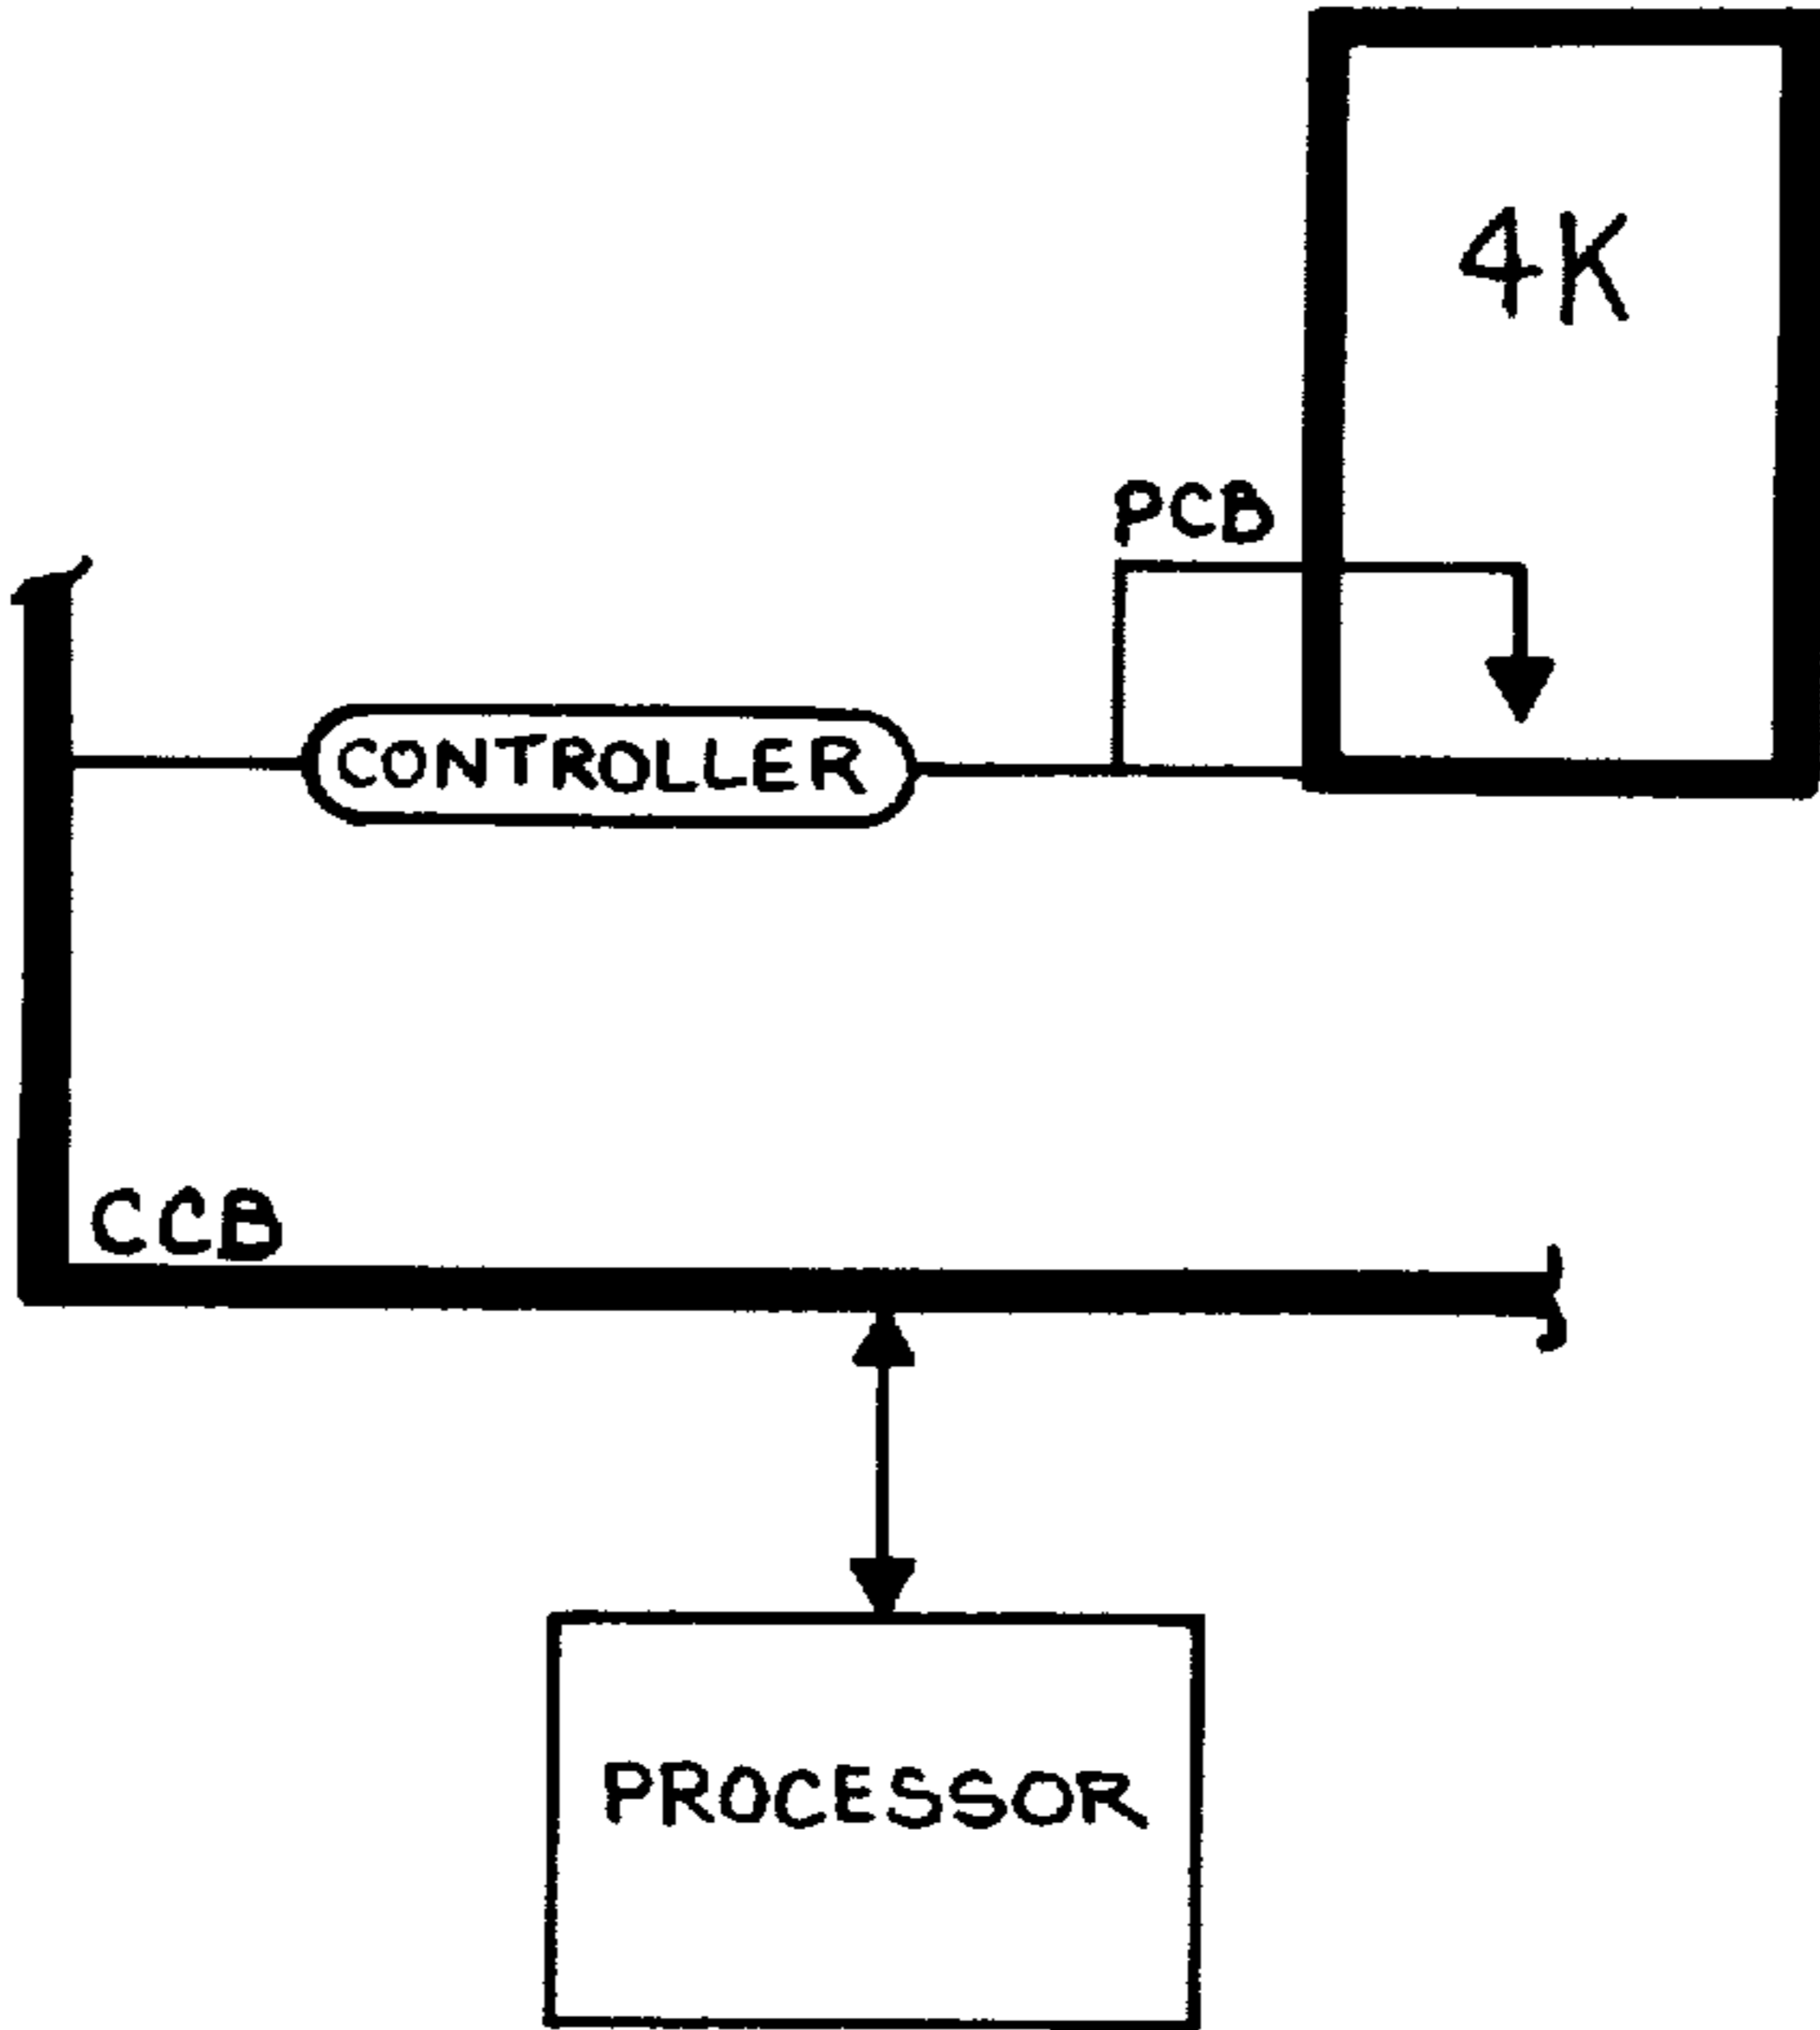 4K
PCB
CONTROLLER
CCB
PROCESSOR